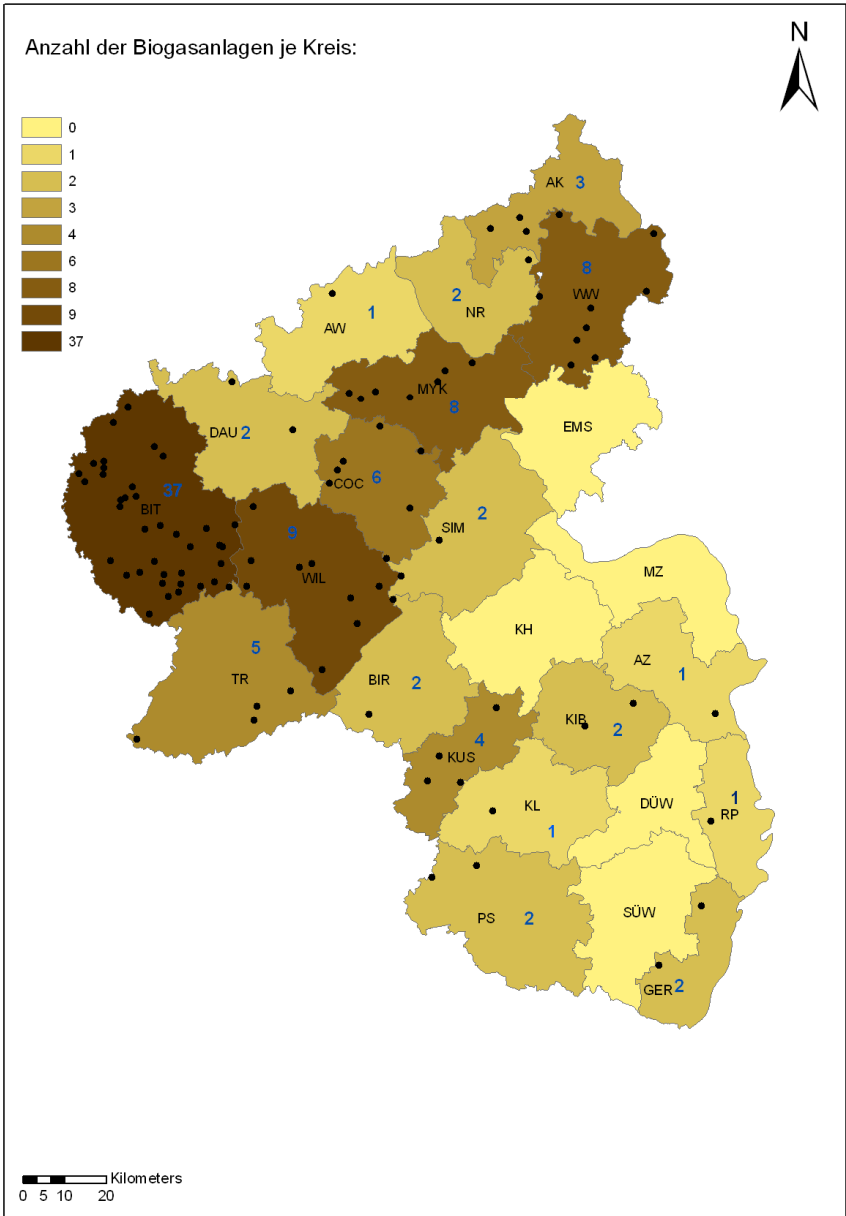 Anzahl der Biogasanlagen je Kreis:
N
0
1
2
3
4
6
8
9
37
AK 3
8
WW
2
NR
1
AW
MYK
8
EMS
DAU 2
37
BIT
COC 6
2
SIM
9
WIL
MZ
KH
5
TR
AZ
1
BIR 2
KIB 2
4
KUS
DÜW
1
RP
KL
1
PS 2
SÜW
GER 2
Kilometers
0 5 10 20